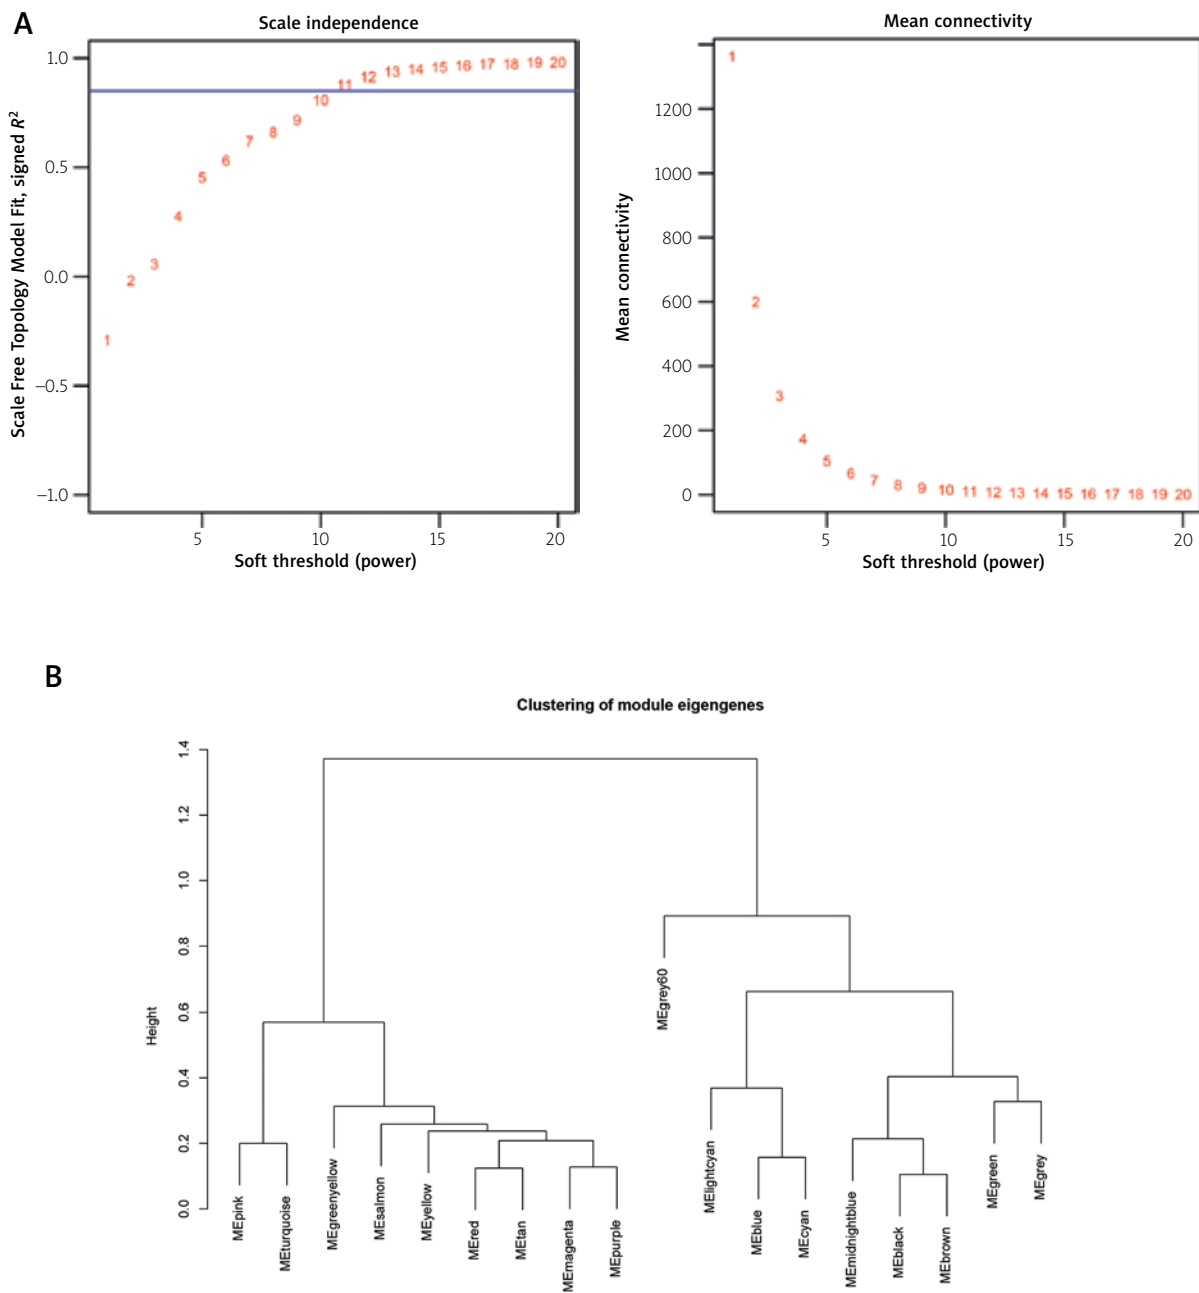 A
Scale independence
Mean connectivity
Scale Free Topology Model Fit, signed R²
1.0
0.5
0.0
–0.5
–1.0
1 2 3 4 5 6 7 8 9 10 11 12 13 14 15 16 17 18 19 20
5 10 15 20
Soft threshold (power)
Mean connectivity
1200
1000
800
600
400
200
0
1 2 3 4 5 6 7 8 9 10 11 12 13 14 15 16 17 18 19 20
5 10 15 20
Soft threshold (power)
B
Clustering of module eigengenes
Height
1.4
1.2
1.0
0.8
0.6
0.4
0.2
0.0
MEpink
MEturquoise
MEgreenyellow
MEsalmon
MEyellow
MEred
MEtan
MEmagenta
MEpurple
MEgrey60
MElightcyan
MEblue
MEcyan
MEmidnightblue
MEblack
MEbrown
MEgreen
MEgrey